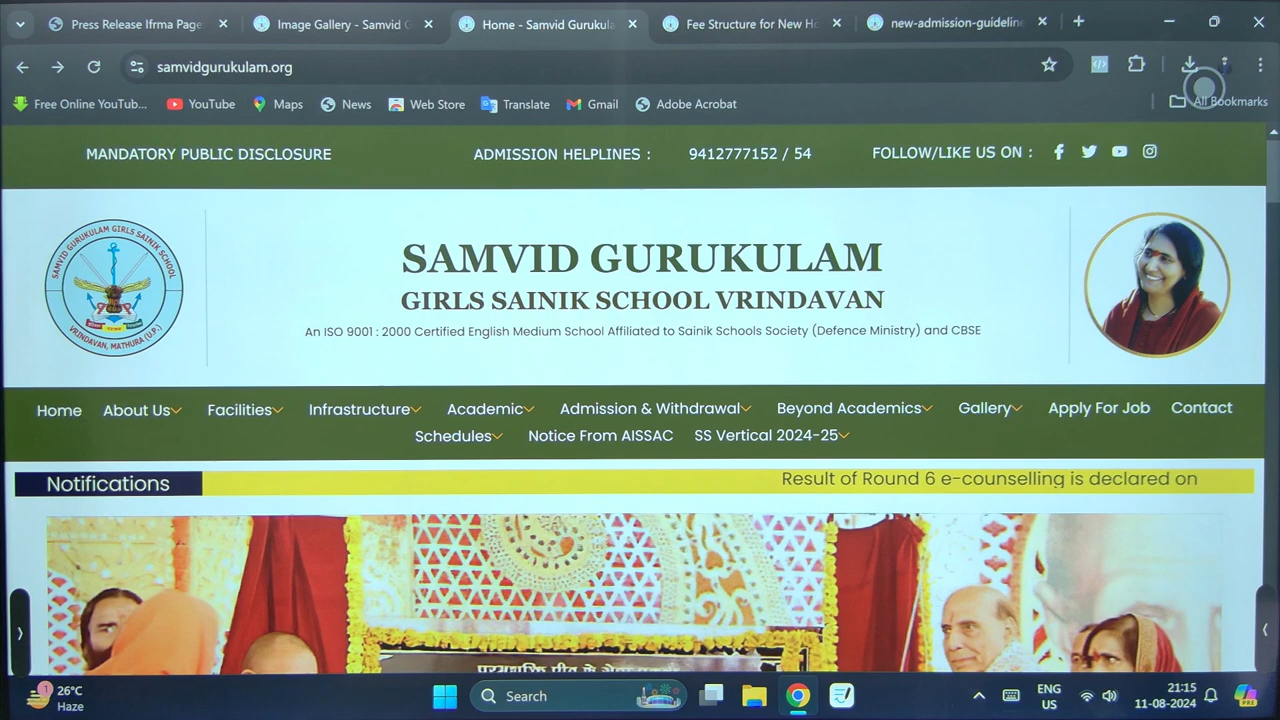 Press Release Ifrma Page
Image Gallery - Samvid G
Home - Samvid Gurukula
Fee Structure for New Ho
new-admission-guideline
samvidgurukulam.org
Free Online YouTub...
YouTube
Maps
News
Web Store
Translate
Gmail
Adobe Acrobat
All Bookmarks
MANDATORY PUBLIC DISCLOSURE
ADMISSION HELPLINES :
9412777152 / 54
FOLLOW/LIKE US ON :
SAMVID GURUKULAM GIRLS SAINIK SCHOOL
VRINDAVAN, MATHURA (U.P.)
SAMVID GURUKULAM
GIRLS SAINIK SCHOOL VRINDAVAN
An ISO 9001 : 2000 Certified English Medium School Affiliated to Sainik Schools Society (Defence Ministry) and CBSE
Home About Us Facilities Infrastructure Academic Admission & Withdrawal Beyond Academics Gallery Apply For Job Contact
Schedules Notice From AISSAC SS Vertical 2024-25
Notifications
Result of Round 6 e-counselling is declared on
1
26°C
Haze
Search
ENG
US
21:15
11-08-2024
PRE